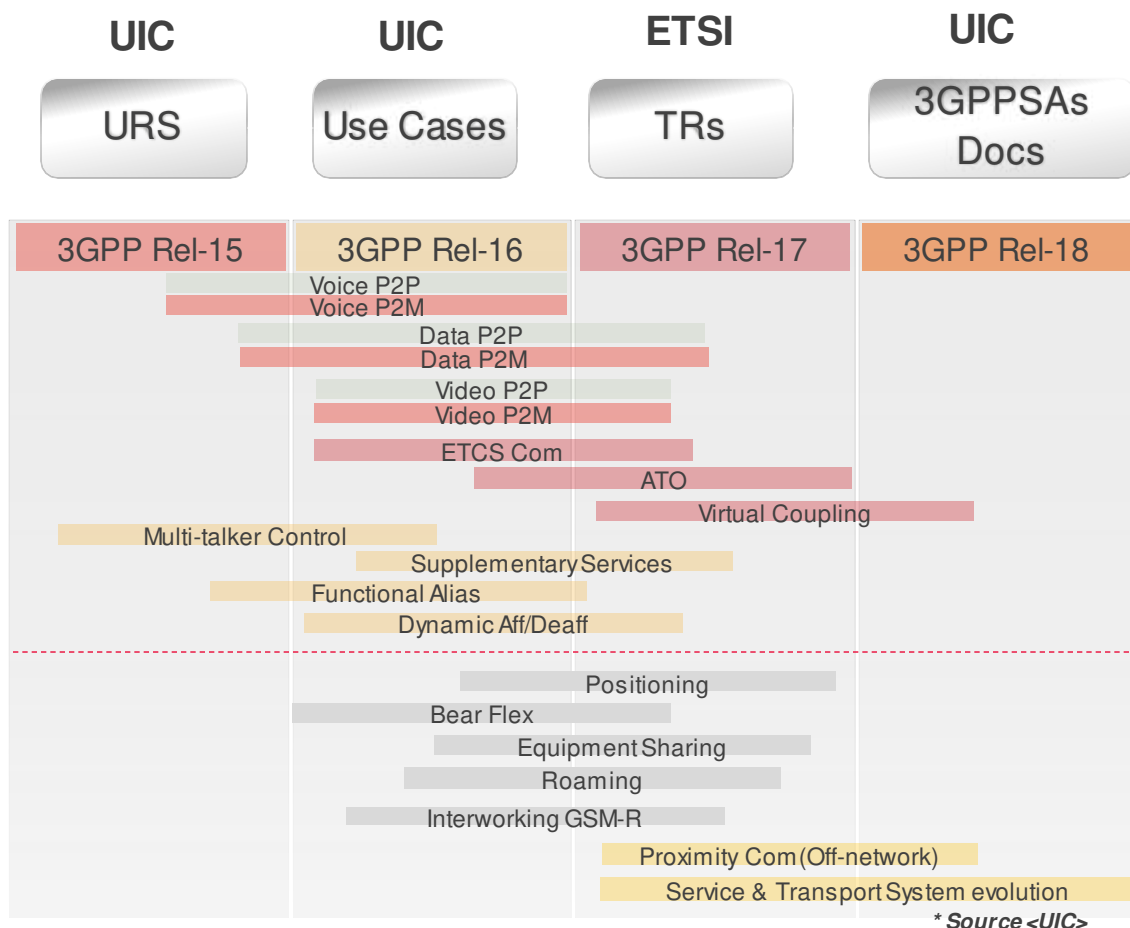 UIC
UIC
ETSI
UIC
URS
Use Cases
TRs
3GPPSAs
Docs
3GPP Rel-15
3GPP Rel-16
3GPP Rel-17
3GPP Rel-18
Voice P2P
Voice P2M
Data P2P
Data P2M
Video P2P
Video P2M
ETCS Com
ATO
Virtual Coupling
Multi-talker Control
Supplementary Services
Functional Alias
Dynamic Aff/Deaff
Positioning
Bear Flex
Equipment Sharing
Roaming
Interworking GSM-R
Proximity Com (Off-network)
Service & Transport System evolution
* Source <UIC>